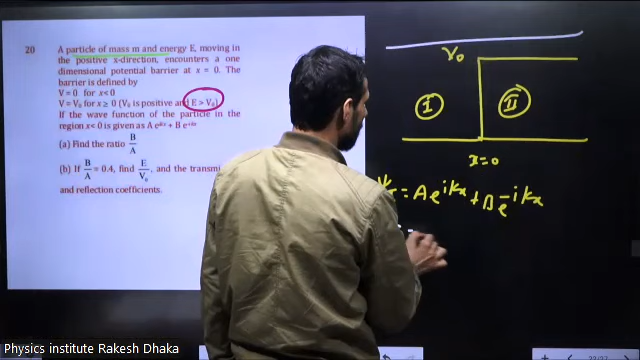 20 A particle of mass m and energy E, moving in
the positive x-direction, encounters a one
dimensional potential barrier at x = 0. The
barrier is defined by
V = 0 for x < 0
V = V₀ for x ≥ 0 (V₀ is positive and E > V₀)
If the wave function of the particle in the
region x < 0 is given as A e^{ikx} + B e^{-ikx}
(a) Find the ratio B/A
(b) If B/A = 0.4, find E/V₀, and the
and reflection coefficients.
V₀
I
II
x=0
= A e^{ikx} + B e^{-ikx}
Physics institute Rakesh Dhaka